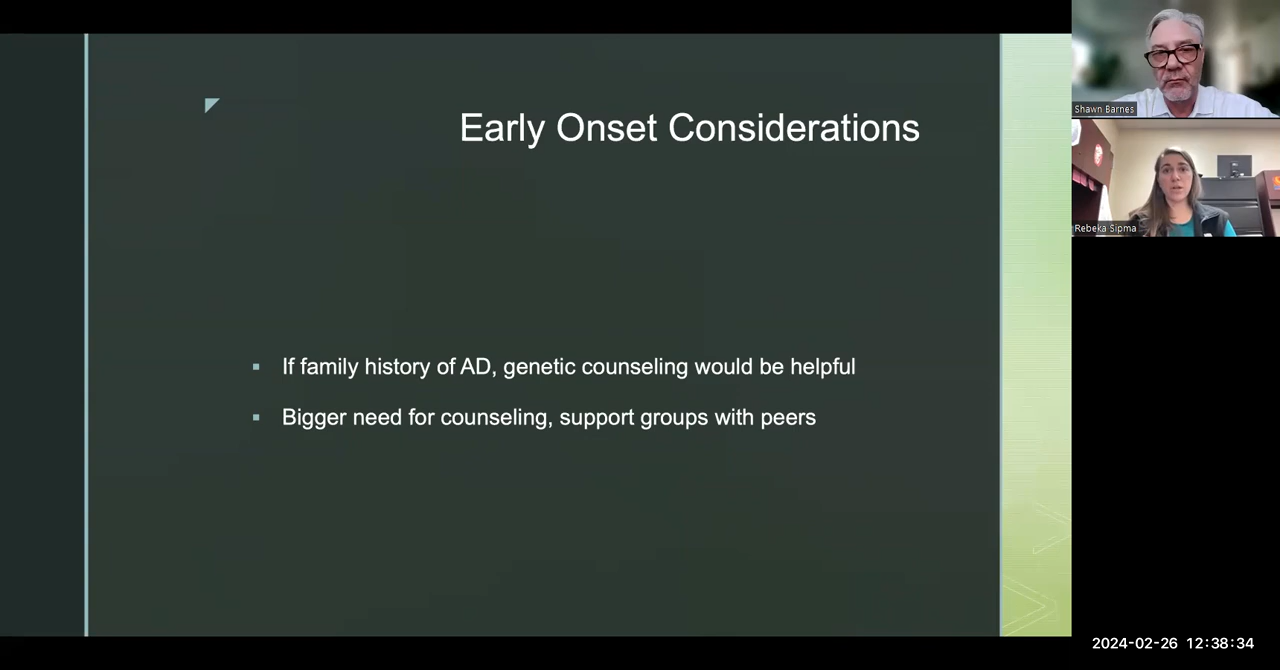 Early Onset Considerations
If family history of AD, genetic counseling would be helpful
Bigger need for counseling, support groups with peers
Shawn Barnes
Rebeka Sipma
2024-02-26 12:38:34